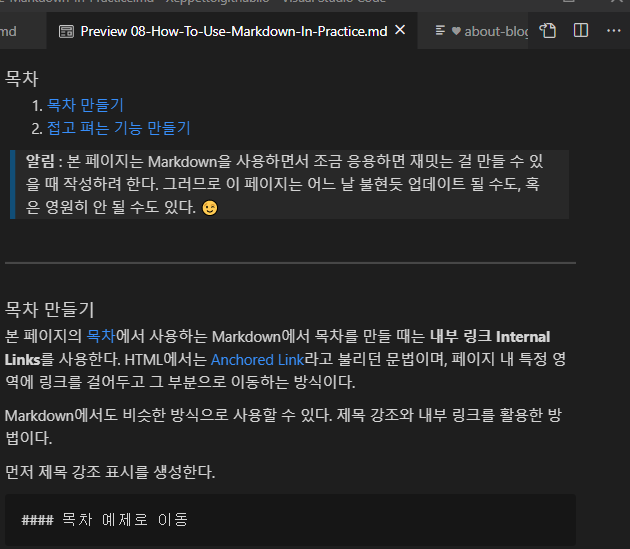 Preview 08-How-To-Use-Markdown-In-Practice.md
about-blog
목차
1. 목차 만들기
2. 접고 펴는 기능 만들기
알림 : 본 페이지는 Markdown을 사용하면서 조금 응용하면 재밋는 걸 만들 수 있
을 때 작성하려 한다. 그러므로 이 페이지는 어느 날 불현듯 업데이트 될 수도, 혹
은 영원히 안 될 수도 있다. 😉
목차 만들기
본 페이지의 목차에서 사용하는 Markdown에서 목차를 만들 때는 내부 링크 Internal
Links를 사용한다. HTML에서는 Anchored Link라고 불리던 문법이며, 페이지 내 특정 영
역에 링크를 걸어두고 그 부분으로 이동하는 방식이다.
Markdown에서도 비슷한 방식으로 사용할 수 있다. 제목 강조와 내부 링크를 활용한 방
법이다.
먼저 제목 강조 표시를 생성한다.
#### 목차 예제로 이동